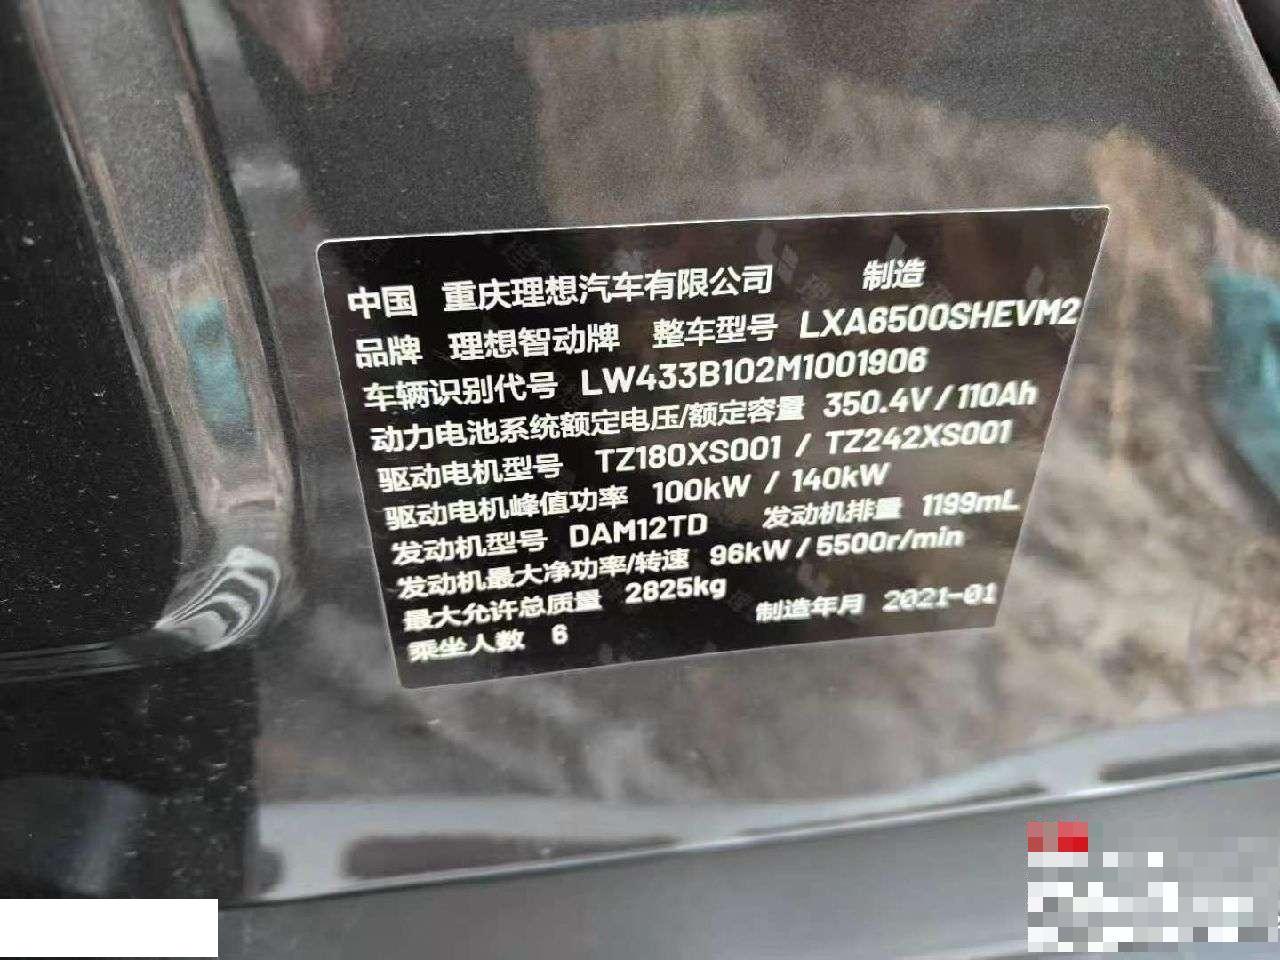 中国 重庆理想汽车有限公司 制造
品牌 理想智动牌 整车型号 LXA6500SHEVM2
车辆识别代号 LW433B102M1001906
动力电池系统额定电压/额定容量 350.4V / 110Ah
驱动电机型号 TZ180XS001 / TZ242XS001
驱动电机峰值功率 100kW / 140kW
发动机型号 DAM12TD 发动机排量 1199mL
发动机最大净功率/转速 96kW / 5500r/min
最大允许总质量 2825kg
乘坐人数 6 制造年月 2021-01